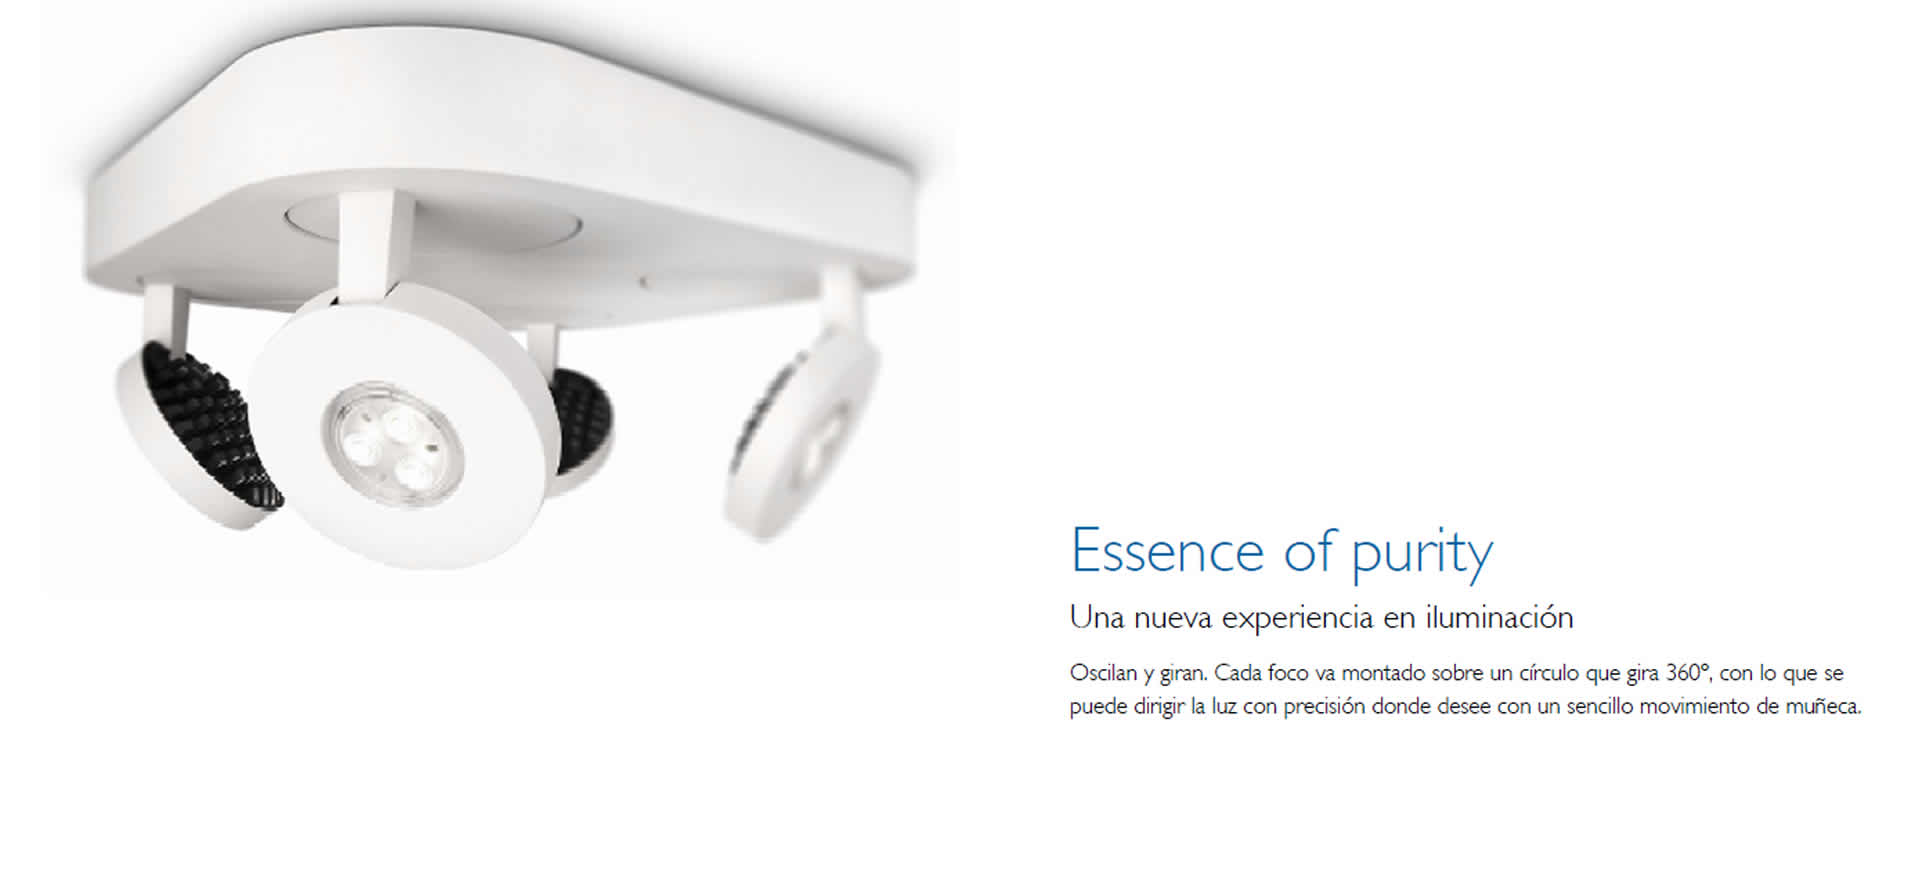 Essence of purity
Una nueva experiencia en iluminación
Oscilan y giran. Cada foco va montado sobre un círculo que gira 360°, con lo que se
puede dirigir la luz con precisión donde desee con un sencillo movimiento de muñeca.